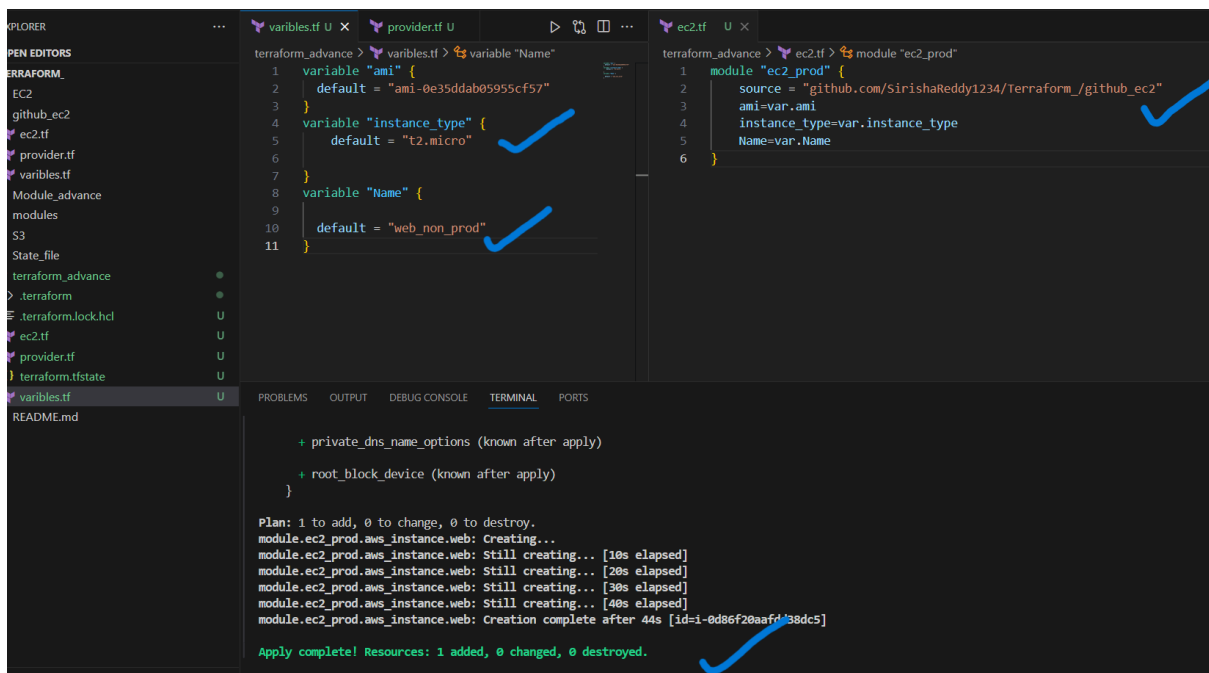 XPLORER ...
PEN EDITORS
ERRAFORM_
EC2
github_ec2
ec2.tf
provider.tf
varibles.tf
Module_advance
modules
S3
State_file
terraform_advance
.terraform
.terraform.lock.hcl U
ec2.tf U
provider.tf U
terraform.tfstate U
varibles.tf U
README.md
varibles.tf U provider.tf U
terraform_advance > varibles.tf > variable "Name"
1 variable "ami" {
2 default = "ami-0e35ddab05955cf57"
3 }
4 variable "instance_type" {
5 default = "t2.micro"
6
7 }
8 variable "Name" {
9
10 default = "web_non_prod"
11 }
ec2.tf U
terraform_advance > ec2.tf > module "ec2_prod"
1 module "ec2_prod" {
2 source = "github.com/SirishaReddy1234/Terraform_/github_ec2"
3 ami=var.ami
4 instance_type=var.instance_type
5 Name=var.Name
6 }
PROBLEMS OUTPUT DEBUG CONSOLE TERMINAL PORTS
+ private_dns_name_options (known after apply)
+ root_block_device (known after apply)
}
Plan: 1 to add, 0 to change, 0 to destroy.
module.ec2_prod.aws_instance.web: Creating...
module.ec2_prod.aws_instance.web: Still creating... [10s elapsed]
module.ec2_prod.aws_instance.web: Still creating... [20s elapsed]
module.ec2_prod.aws_instance.web: Still creating... [30s elapsed]
module.ec2_prod.aws_instance.web: Still creating... [40s elapsed]
module.ec2_prod.aws_instance.web: Creation complete after 44s
Apply complete! Resources: 1 added, 0 changed, 0 destroyed.